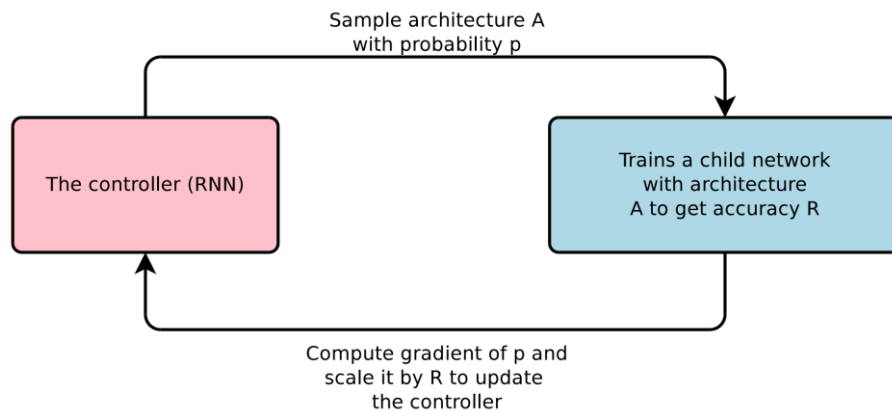 Sample architecture A
with probability p
The controller (RNN)
Trains a child network
with architecture
A to get accuracy R
Compute gradient of p and
scale it by R to update
the controller